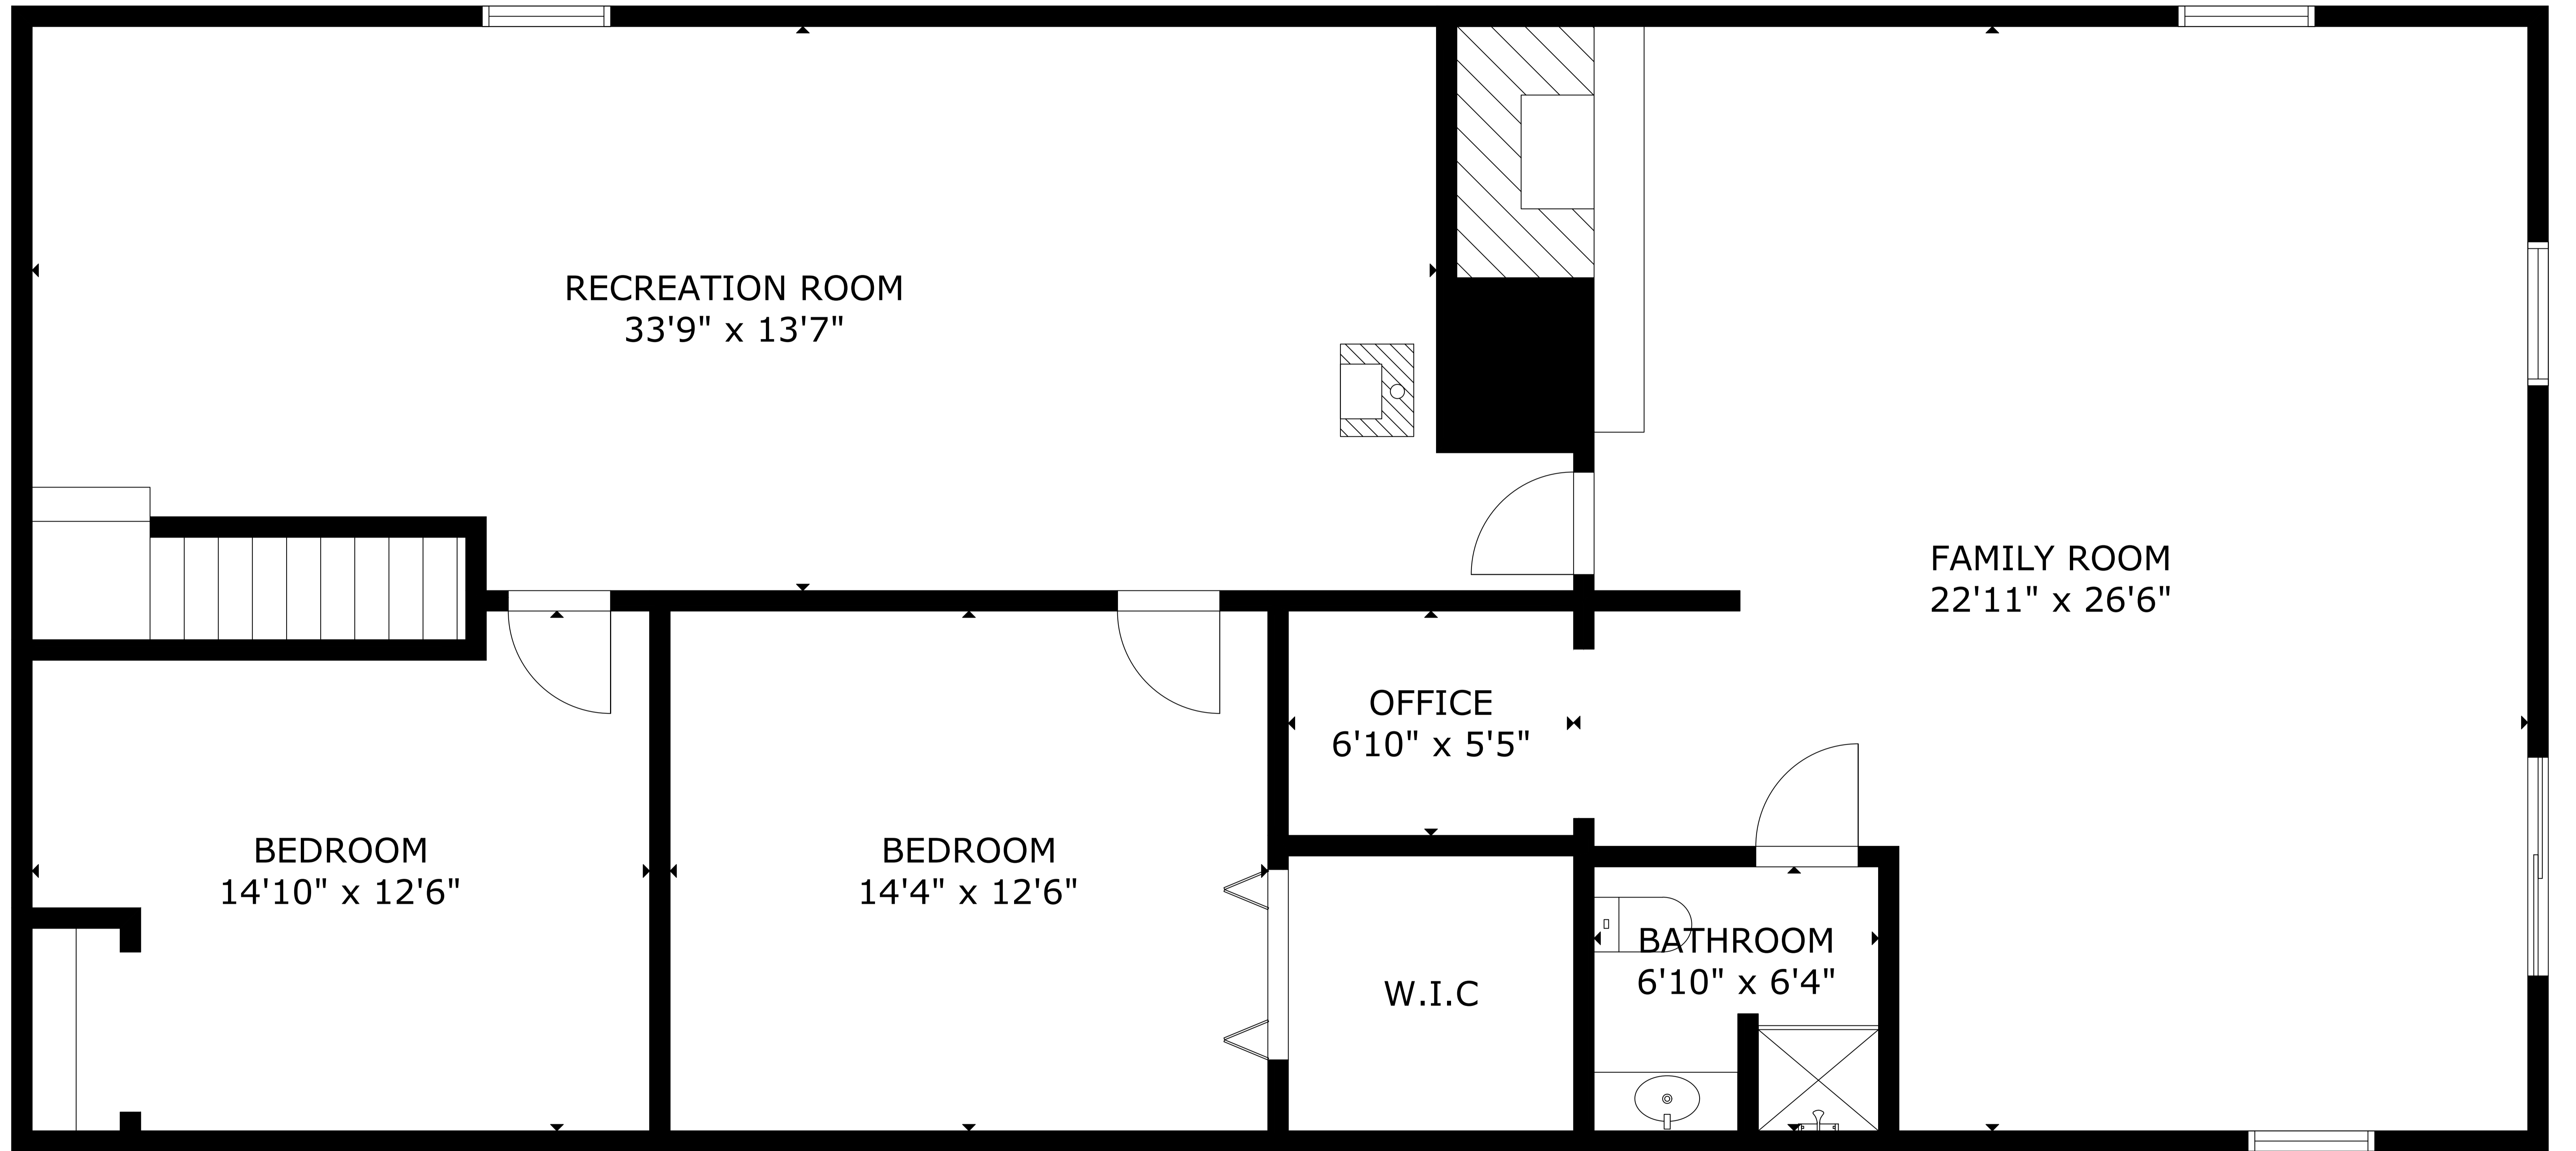 RECREATION ROOM
33'9" x 13'7"
FAMILY ROOM
22'11" x 26'6"
OFFICE
6'10" x 5'5"
BEDROOM
14'10" x 12'6"
BEDROOM
14'4" x 12'6"
W.I.C
BATHROOM
6'10" x 6'4"